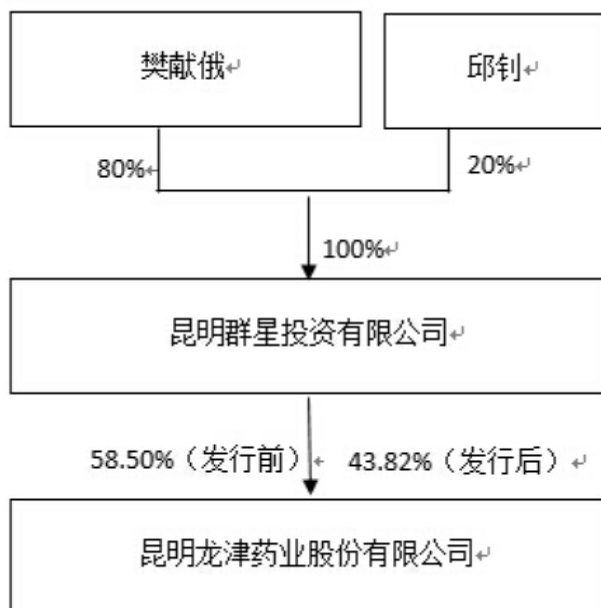 樊献俄
邱钊
80%
20%
100%
昆明群星投资有限公司
58.50%（发行前） 43.82%（发行后）
昆明龙津药业股份有限公司